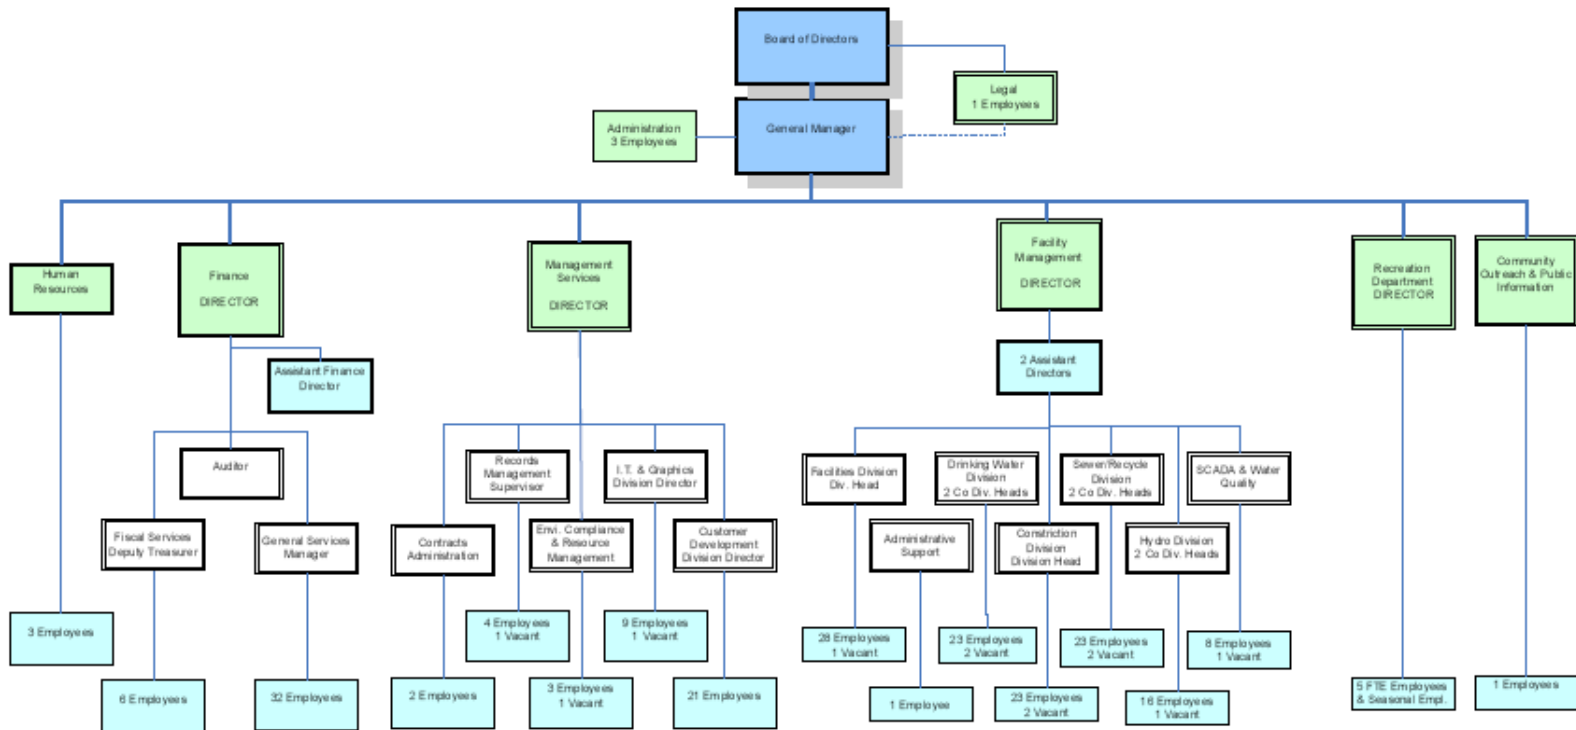 Board of Directors
Legal
1 Employees
Administration
3 Employees
General Manager
Human
Resources
Finance
DIRECTOR
Management
Services
DIRECTOR
Facility
Management
DIRECTOR
Recreation
Department
DIRECTOR
Community
Outreach & Public
Information
Assistant Finance
Director
2 Assistant
Directors
Auditor
Records
Management
Supervisor
I.T. & Graphics
Division Director
Facilities Division
Div. Head
Drinking Water
Division
2 Co Div. Heads
Sewer/Recycle
Division
2 Co Div. Heads
SCADA & Water
Quality
Fiscal Services
Deputy Treasurer
General Services
Manager
Contracts
Administration
Envi. Compliance
& Resource
Management
Customer
Development
Division Director
Administrative
Support
Constriction
Division
Division Head
Hydro Division
2 Co Div. Heads
3 Employees
4 Employees
1 Vacant
9 Employees
1 Vacant
28 Employees
1 Vacant
23 Employees
2 Vacant
23 Employees
2 Vacant
8 Employees
1 Vacant
6 Employees
32 Employees
2 Employees
3 Employees
1 Vacant
21 Employees
1 Employee
23 Employees
2 Vacant
16 Employees
1 Vacant
5 FTE Employees
& Seasonal Empl.
1 Employees